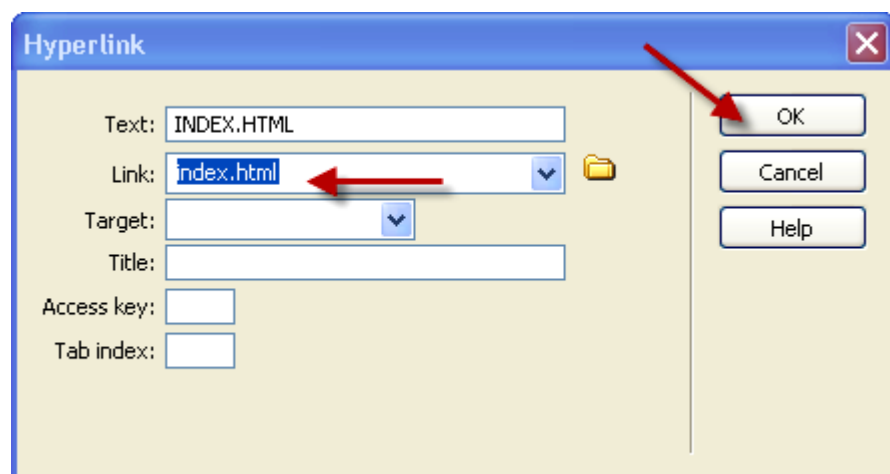 Hyperlink
Text: INDEX.HTML
Link: index.html
Target:
Title:
Access key:
Tab index:
OK
Cancel
Help